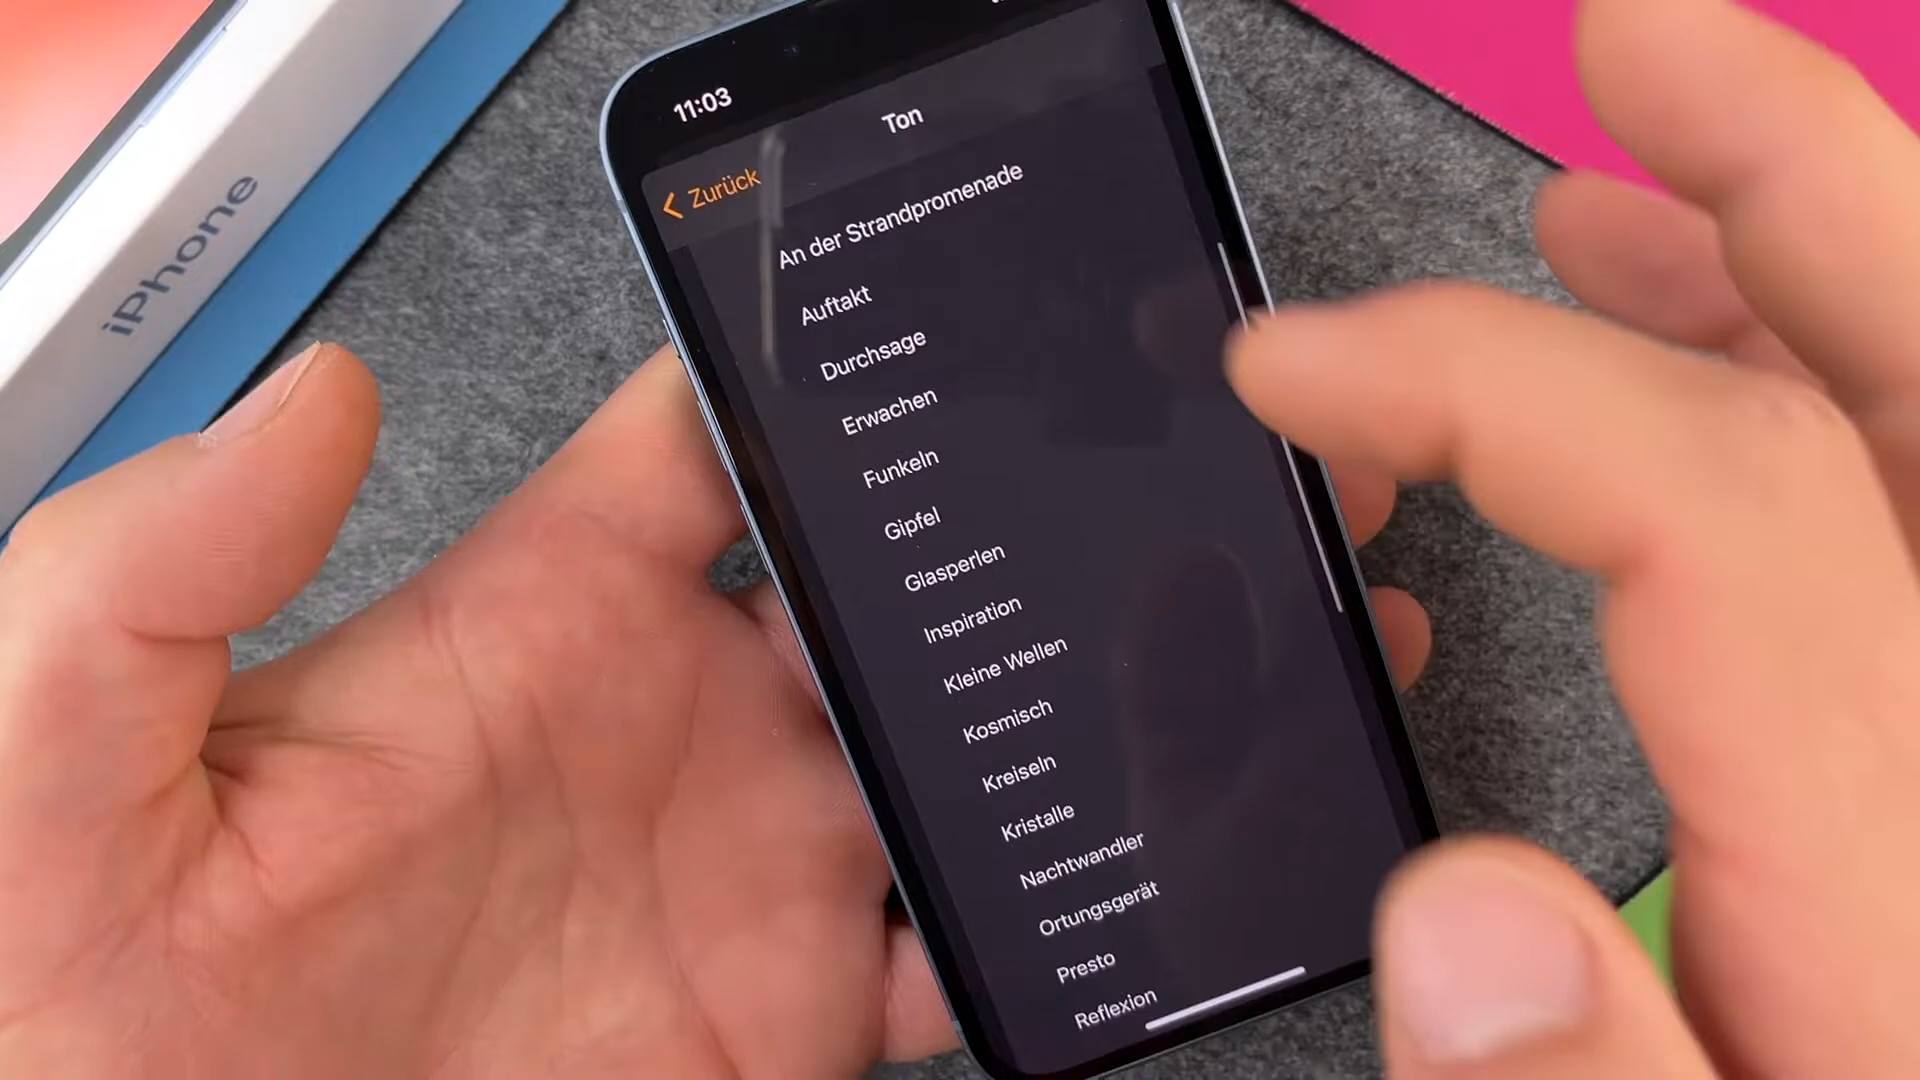 iPhone
11:03
Ton
Zurück
An der Strandpromenade
Auftakt
Durchsage
Erwachen
Funkeln
Gipfel
Glasperlen
Inspiration
Kleine Wellen
Kosmisch
Kreiseln
Kristalle
Nachtwandler
Ortungsgerät
Presto
Reflexion